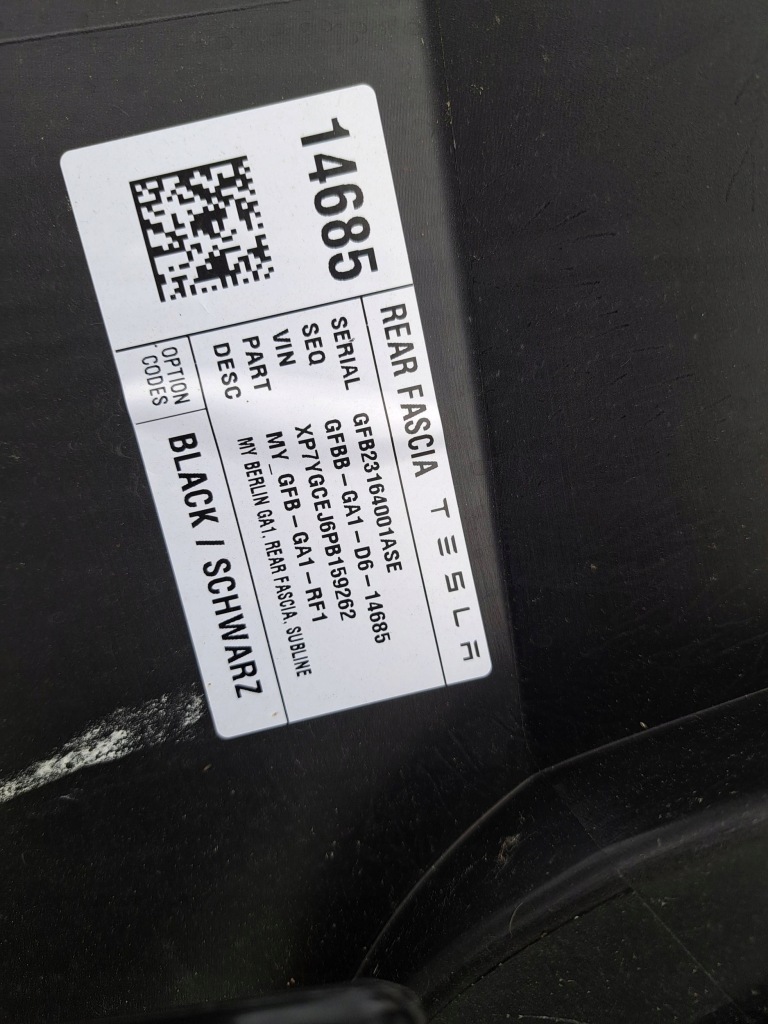 14685
REAR FASCIA TESLA
SERIAL GFB23164001ASE
SEQ GFBB-GA1-D6-14685
VIN XP7YGCEJ6PB159262
PART MY_GFB-GA1-RF1
DESC MY BERLIN GA1, REAR FASCIA, SUBLINE
OPTION CODES BLACK / SCHWARZ